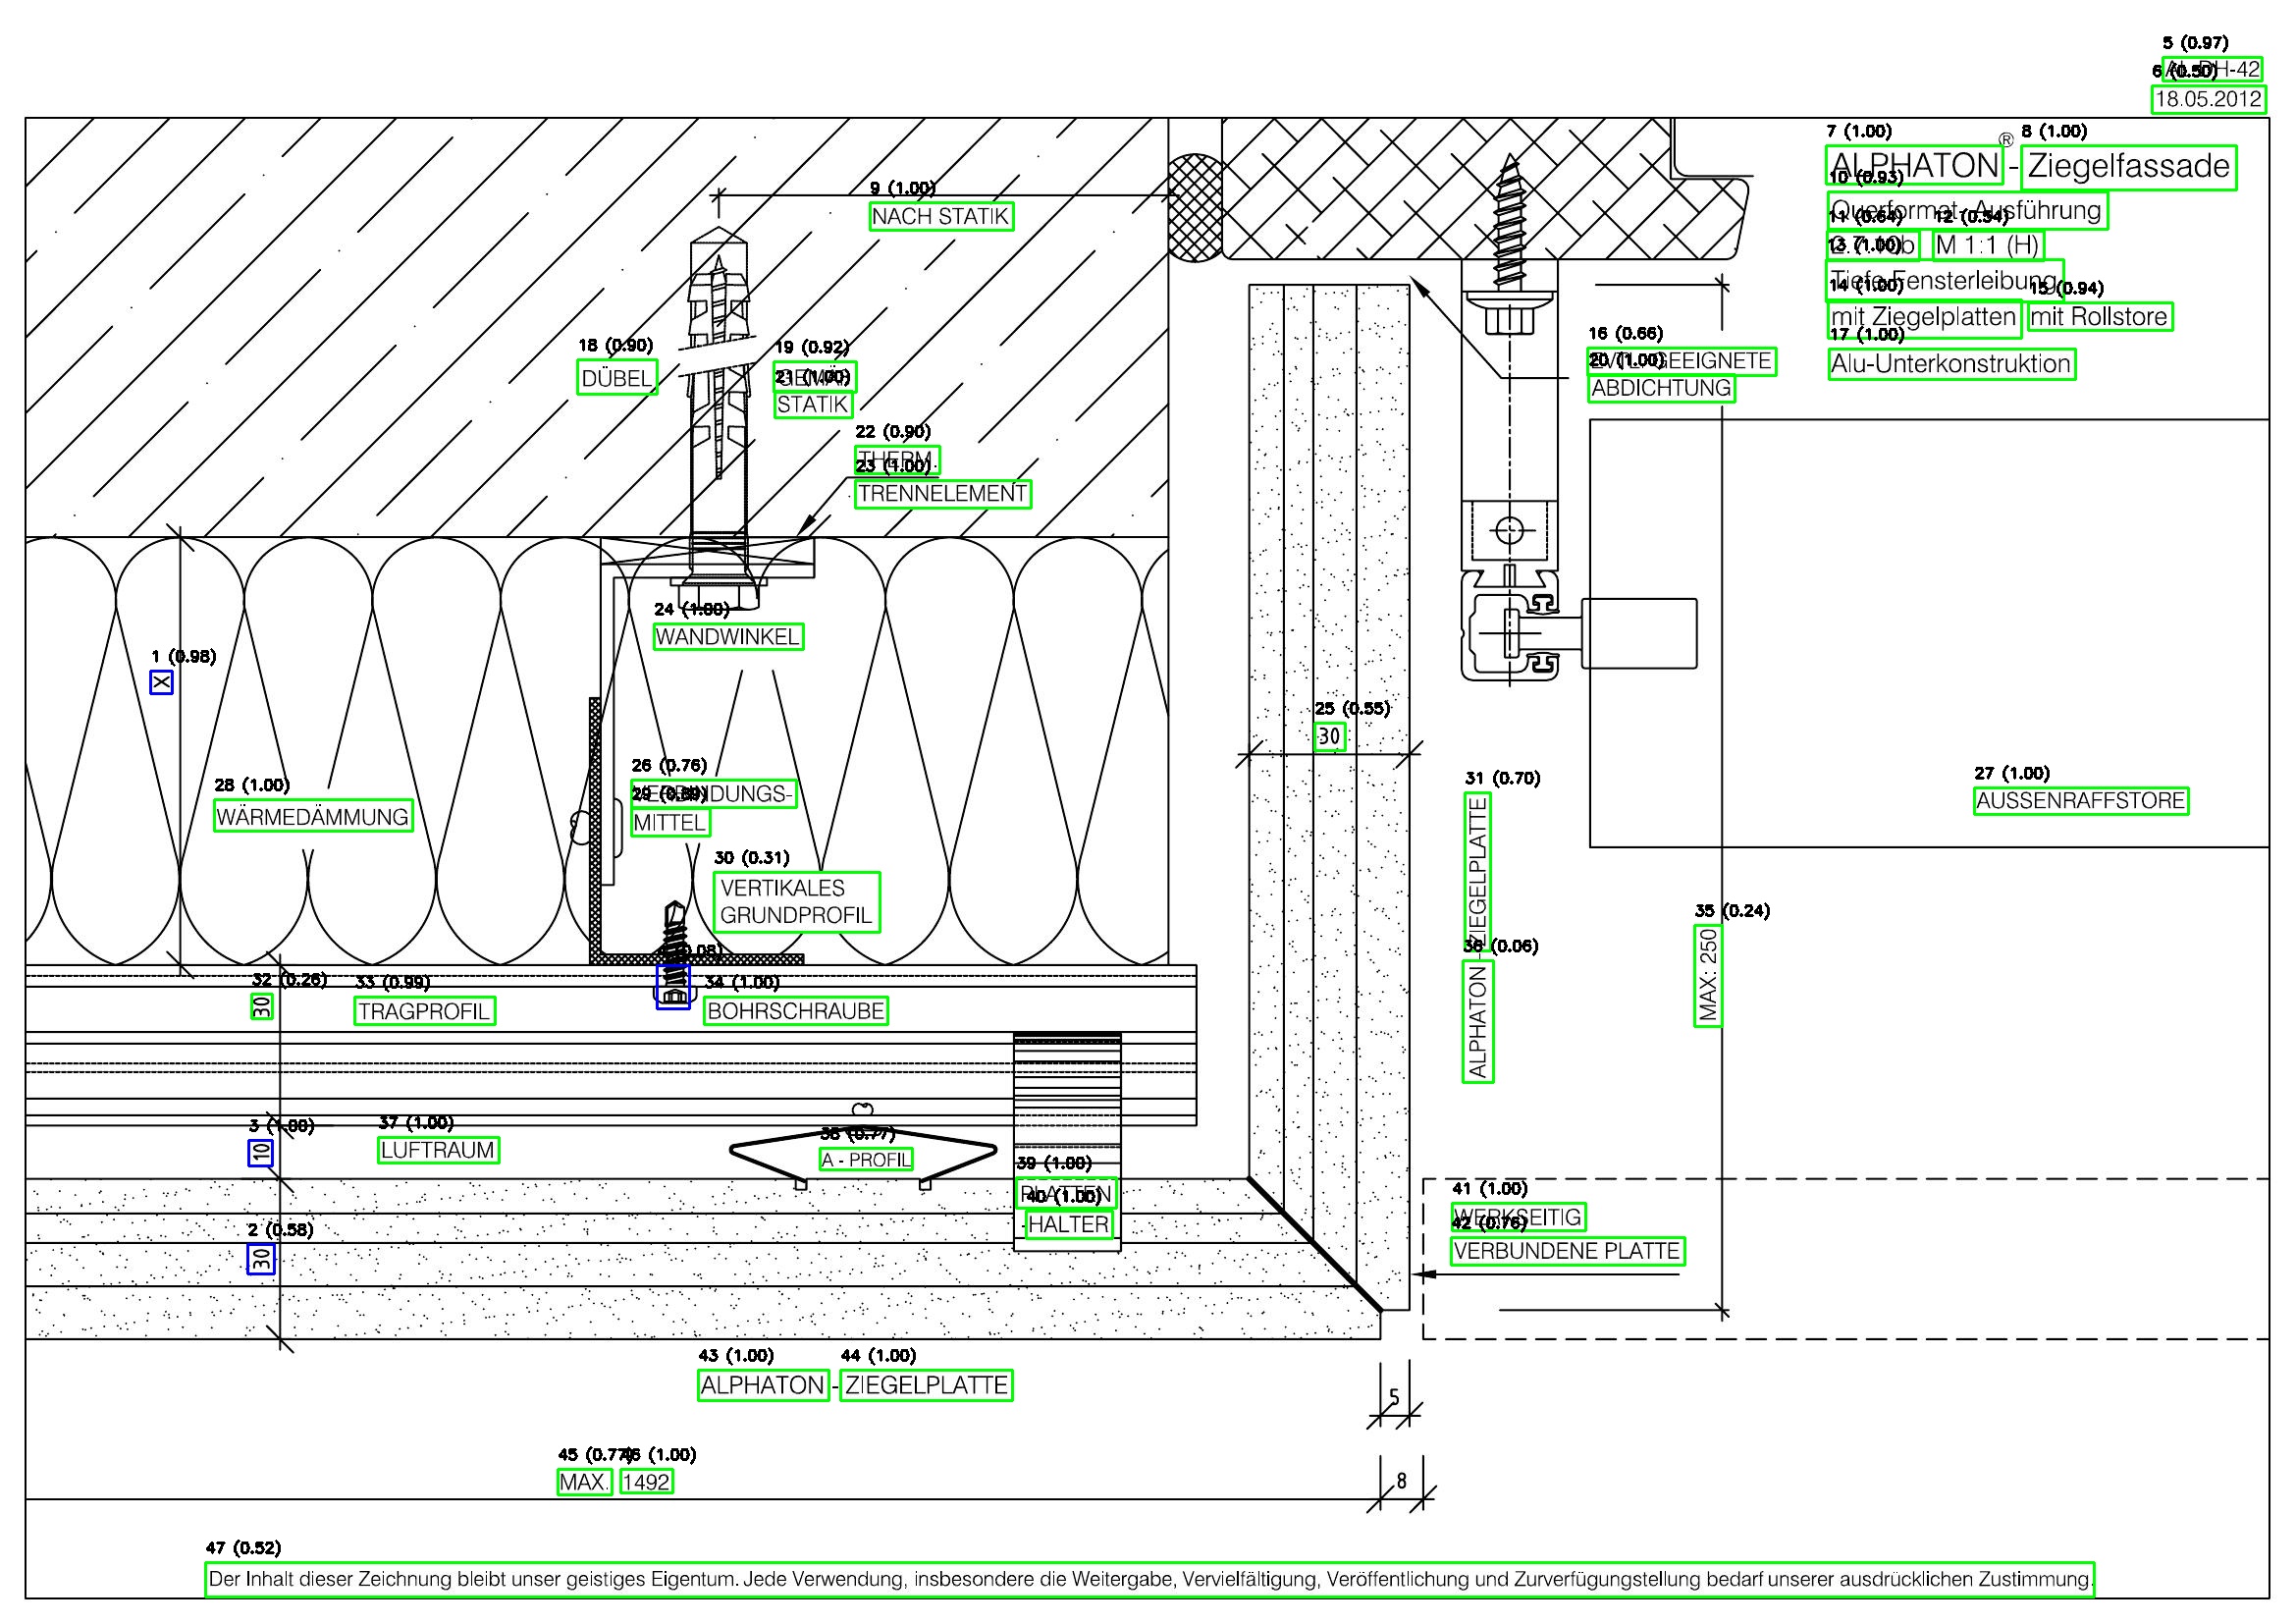 5 (0.97)
6 (0.50)
18.05.2012
7 (1.00)
8 (1.00)
ALPHATON® - Ziegelfassade
10 (0.93)
Querformat- Ausführung
11 (0.64) 12 (0.54)
M 1:1 (H)
13 (1.00)
Tiefe Fensterleibung
14 (1.00) 15 (0.94)
mit Ziegelplatten mit Rollstore
17 (1.00)
Alu-Unterkonstruktion
9 (1.00)
NACH STATIK
18 (0.90)
DÜBEL
19 (0.92)
21 (1.00)
STATIK
16 (0.66)
GEEIGNETE
20 (1.00)
ABDICHTUNG
22 (0.90)
THERM.
23 (1.00)
TRENNELEMENT
24 (1.00)
WANDWINKEL
1 (0.98)
X
25 (0.55)
30
26 (0.76)
VERBINDUNGS-
29 (0.89)
MITTEL
27 (1.00)
AUSSENRAFFSTORE
28 (1.00)
WÄRMEDÄMMUNG
30 (0.31)
VERTIKALES
GRUNDPROFIL
31 (0.70)
36 (0.06)
ALPHATON - ZIEGELPLATTE
35 (0.24)
MAX: 250
32 (0.26)
30
33 (0.99)
TRAGPROFIL
34 (1.00)
BOHRSCHRAUBE
3 (1.00)
10
37 (1.00)
LUFTRAUM
38 (0.77)
A - PROFIL
39 (1.00)
PLATTEN
40 (1.00)
-HALTER
2 (0.58)
30
41 (1.00)
WERKSEITIG
42 (0.76)
VERBUNDENE PLATTE
43 (1.00) 44 (1.00)
ALPHATON - ZIEGELPLATTE
5
45 (0.77) 46 (1.00)
MAX. 1492
8
47 (0.52)
Der Inhalt dieser Zeichnung bleibt unser geistiges Eigentum. Jede Verwendung, insbesondere die Weitergabe, Vervielfältigung, Veröffentlichung und Zurverfügungstellung bedarf unserer ausdrücklichen Zustimmung.